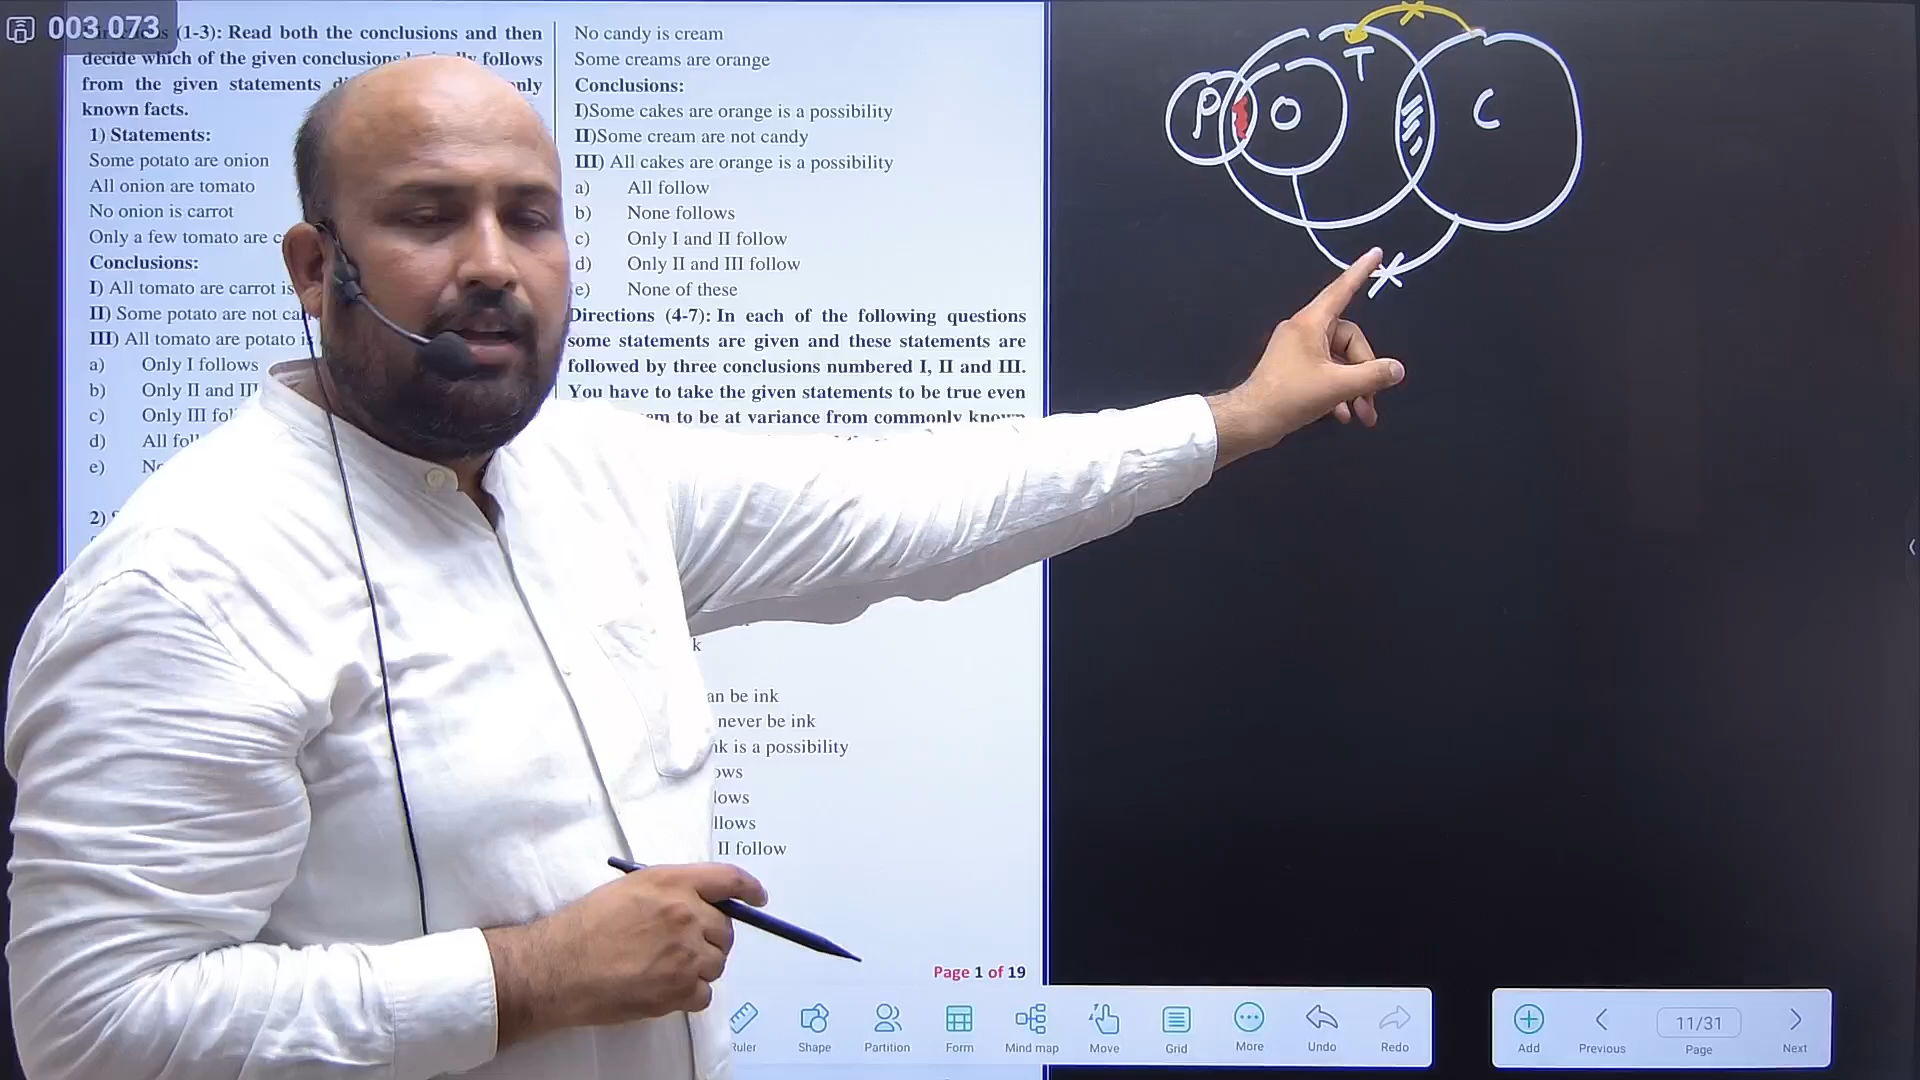 003 073
(1-3): Read both the conclusions and then
decide which of the given conclusions follows
from the given statements
known facts.
1) Statements:
Some potato are onion
All onion are tomato
No onion is carrot
Only a few tomato are
Conclusions:
I) All tomato are carrot is
II) Some potato are not
III) All tomato are potato
a) Only I follows
b) Only II and III
c) Only III
d) All
e)
2)
No candy is cream
Some creams are orange
Conclusions:
I)Some cakes are orange is a possibility
II)Some cream are not candy
III) All cakes are orange is a possibility
a) All follow
b) None follows
c) Only I and II follow
d) Only II and III follow
e) None of these
Directions (4-7): In each of the following questions
some statements are given and these statements are
followed by three conclusions numbered I, II and III.
You have to take the given statements to be true even
to be at variance from commonly
an be ink
never be ink
is a possibility
II follow
Page 1 of 19
P O T C
Ruler Shape Partition Form Mind map Move Grid More Undo Redo
Add Previous 11/31 Page Next